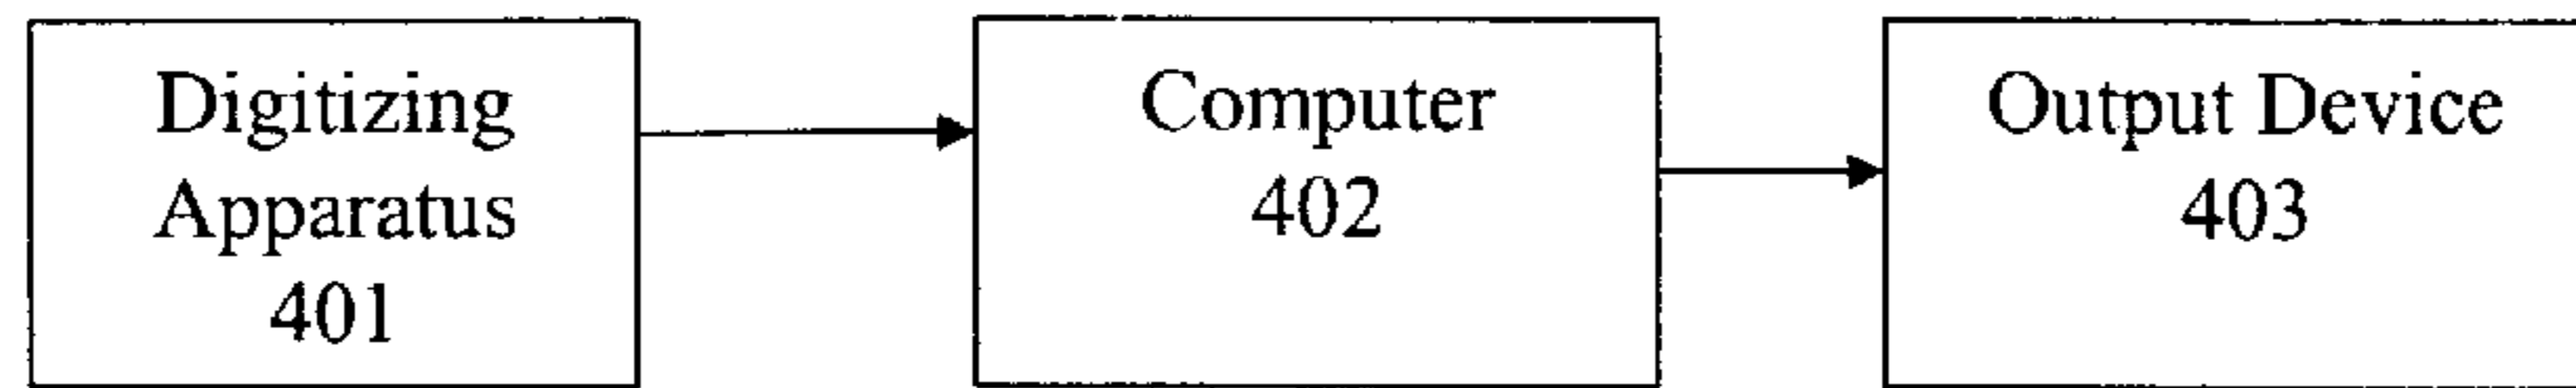 Digitizing
Apparatus
401
Computer
402
Output Device
403